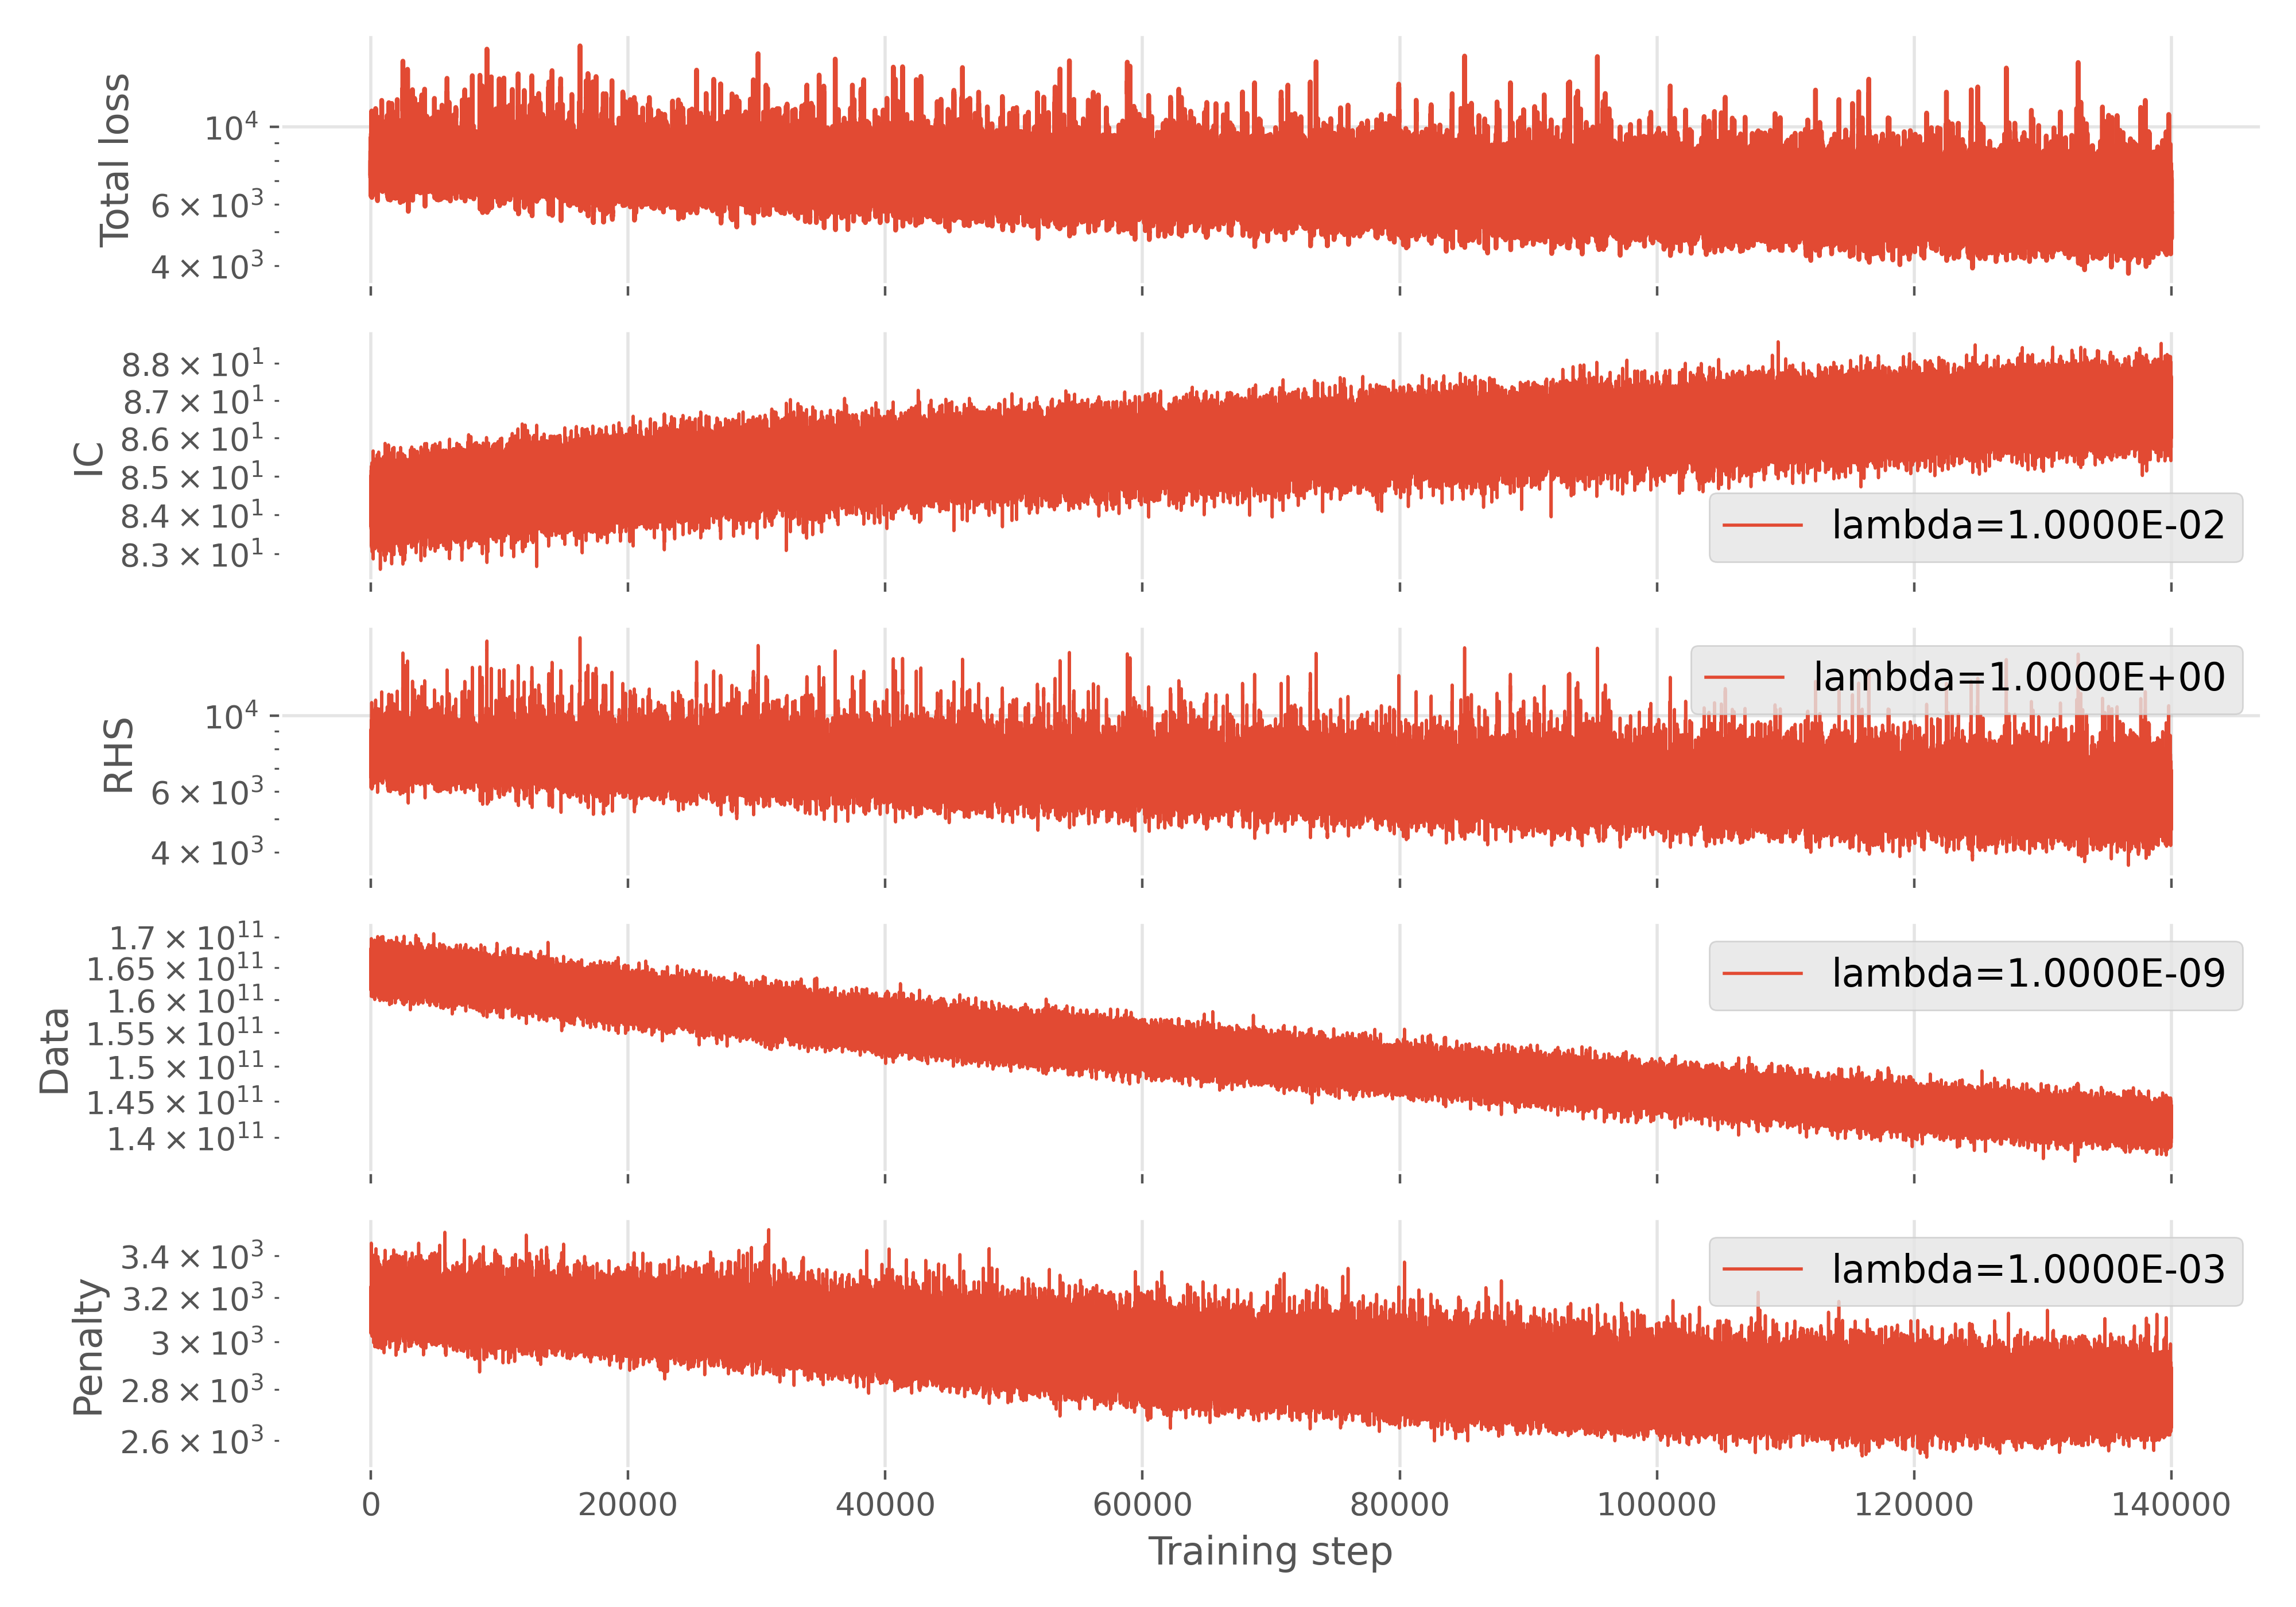 Total loss
10^4
6 × 10^3
4 × 10^3
IC
8.8 × 10^1
8.7 × 10^1
8.6 × 10^1
8.5 × 10^1
8.4 × 10^1
8.3 × 10^1
lambda=1.0000E-02
RHS
10^4
6 × 10^3
4 × 10^3
lambda=1.0000E+00
Data
1.7 × 10^11
1.65 × 10^11
1.6 × 10^11
1.55 × 10^11
1.5 × 10^11
1.45 × 10^11
1.4 × 10^11
lambda=1.0000E-09
Penalty
3.4 × 10^3
3.2 × 10^3
3 × 10^3
2.8 × 10^3
2.6 × 10^3
lambda=1.0000E-03
0 20000 40000 60000 80000 100000 120000 140000
Training step